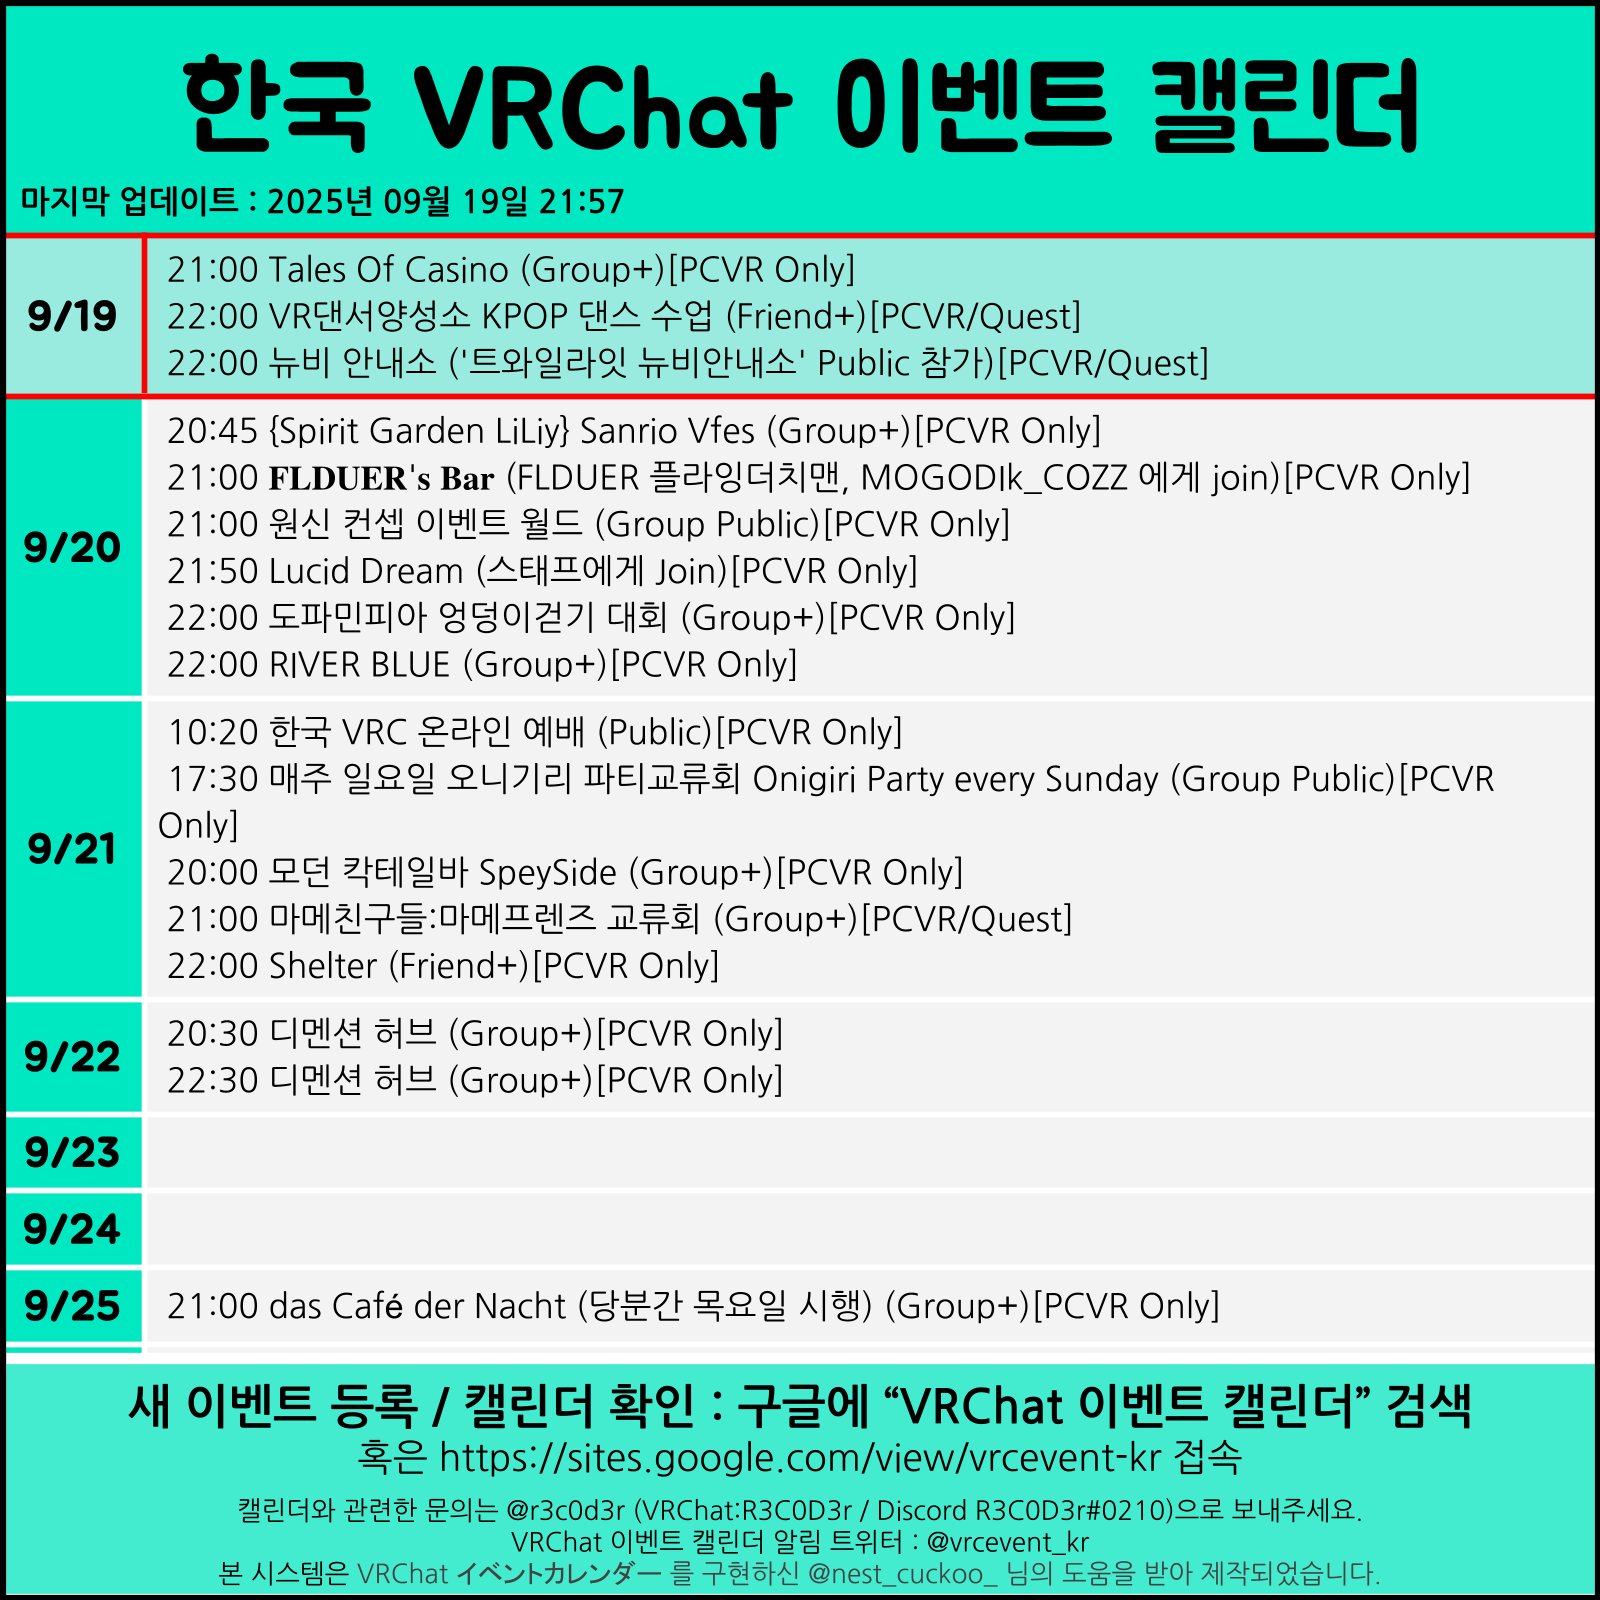 한국 VRChat 이벤트 캘린더
마지막 업데이트 : 2025년 09월 19일 21:57
9/19
21:00 Tales Of Casino (Group+)[PCVR Only]
22:00 VR댄서양성소 KPOP 댄스 수업 (Friend+)[PCVR/Quest]
22:00 뉴비 안내소 ('트와일라잇 뉴비안내소' Public 참가)[PCVR/Quest]
9/20
20:45 {Spirit Garden LiLiy} Sanrio Vfes (Group+)[PCVR Only]
21:00 𝐅𝐋𝐃𝐔𝐄𝐑'𝐬 𝐁𝐚𝐫 (FLDUER 플라잉더치맨, MOGODIk_COZZ 에게 join)[PCVR Only]
21:00 원신 컨셉 이벤트 월드 (Group Public)[PCVR Only]
21:50 Lucid Dream (스태프에게 Join)[PCVR Only]
22:00 도파민피아 엉덩이걷기 대회 (Group+)[PCVR Only]
22:00 RIVER BLUE (Group+)[PCVR Only]
9/21
10:20 한국 VRC 온라인 예배 (Public)[PCVR Only]
17:30 매주 일요일 오니기리 파티교류회 Onigiri Party every Sunday (Group Public)[PCVR
Only]
20:00 모던 칵테일바 SpeySide (Group+)[PCVR Only]
21:00 마메친구들:마메프렌즈 교류회 (Group+)[PCVR/Quest]
22:00 Shelter (Friend+)[PCVR Only]
9/22
20:30 디멘션 허브 (Group+)[PCVR Only]
22:30 디멘션 허브 (Group+)[PCVR Only]
9/23
9/24
9/25
21:00 das Café der Nacht (당분간 목요일 시행) (Group+)[PCVR Only]
새 이벤트 등록 / 캘린더 확인 : 구글에 “VRChat 이벤트 캘린더” 검색
혹은 https://sites.google.com/view/vrcevent-kr 접속
캘린더와 관련한 문의는 @r3c0d3r (VRChat:R3C0D3r / Discord R3C0D3r#0210)으로 보내주세요.
VRChat 이벤트 캘린더 알림 트위터 : @vrcevent_kr
본 시스템은 VRChat イベントカレンダー 를 구현하신 @nest_cuckoo_ 님의 도움을 받아 제작되었습니다.